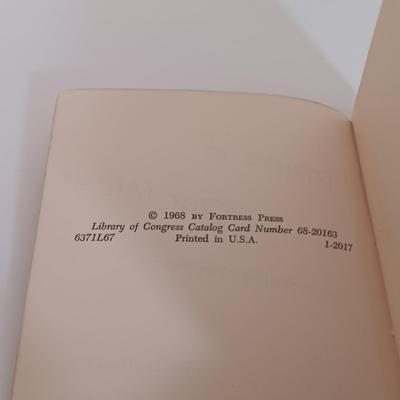 © 1968 BY FORTRESS PRESS
Library of Congress Catalog Card Number 68-20163
6371L67 Printed in U.S.A. 1-2017